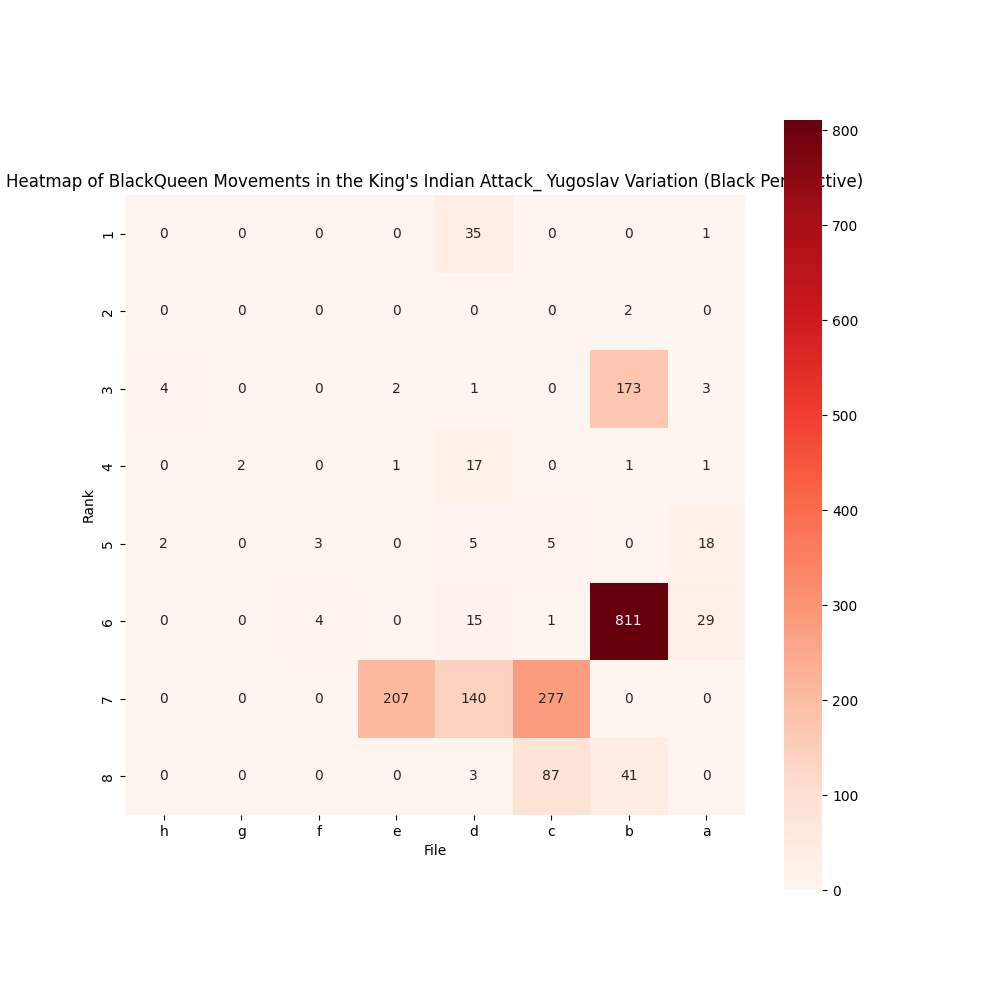 Heatmap of BlackQueen Movements in the King's Indian Attack_ Yugoslav Variation (Black Per ctive)
1 0 0 0 0 35 0 0 1
2 0 0 0 0 0 0 2 0
3 4 0 0 2 1 0 173 3
4 0 2 0 1 17 0 1 1
5 2 0 3 0 5 5 0 18
6 0 0 4 0 15 1 811 29
7 0 0 0 207 140 277 0 0
8 0 0 0 0 3 87 41 0
h g f e d c b a
File
Rank
800
700
600
500
400
300
200
100
0